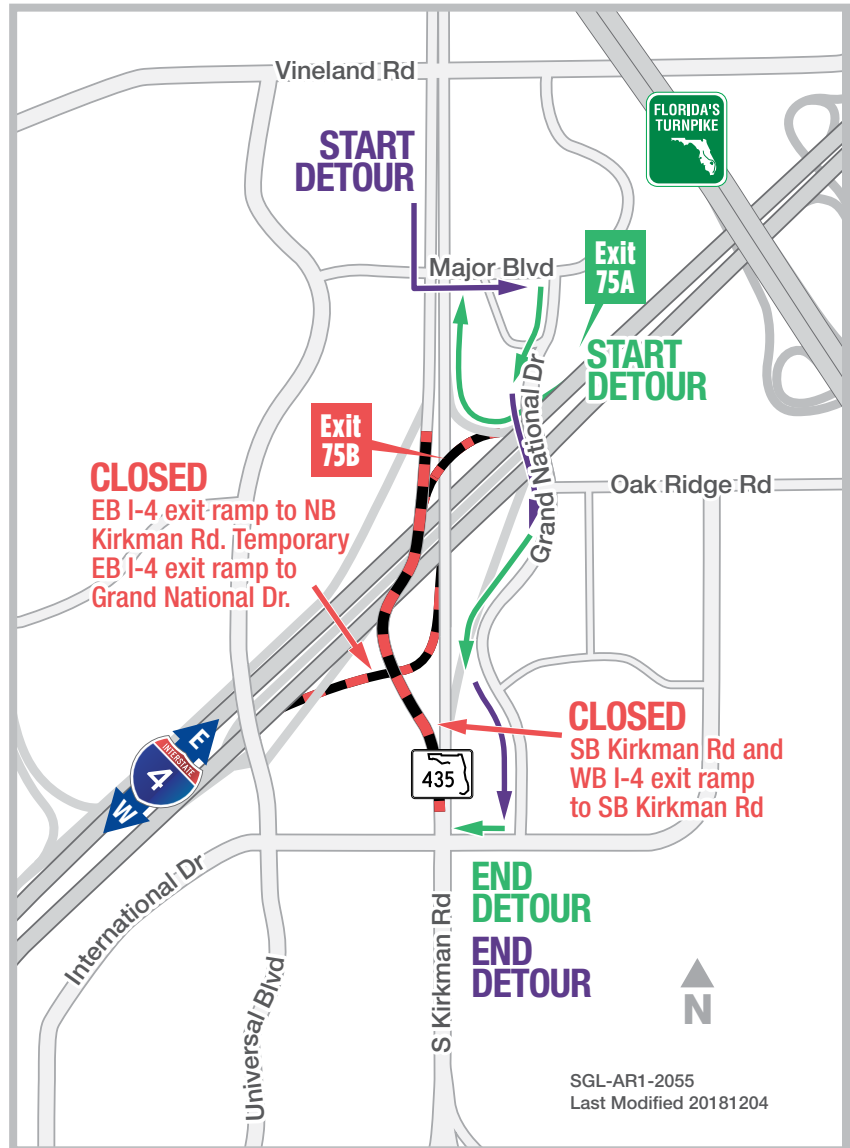 Vineland Rd
FLORIDA'S
TURNPIKE
START
DETOUR
Major Blvd
Exit
75A
START
DETOUR
Grand National Dr
Exit
75B
Oak Ridge Rd
CLOSED
EB I-4 exit ramp to NB
Kirkman Rd. Temporary
EB I-4 exit ramp to
Grand National Dr.
E
INTERSTATE
4
W
435
CLOSED
SB Kirkman Rd and
WB I-4 exit ramp
to SB Kirkman Rd
International Dr
Universal Blvd
S Kirkman Rd
END
DETOUR
END
DETOUR
N
SGL-AR1-2055
Last Modified 20181204